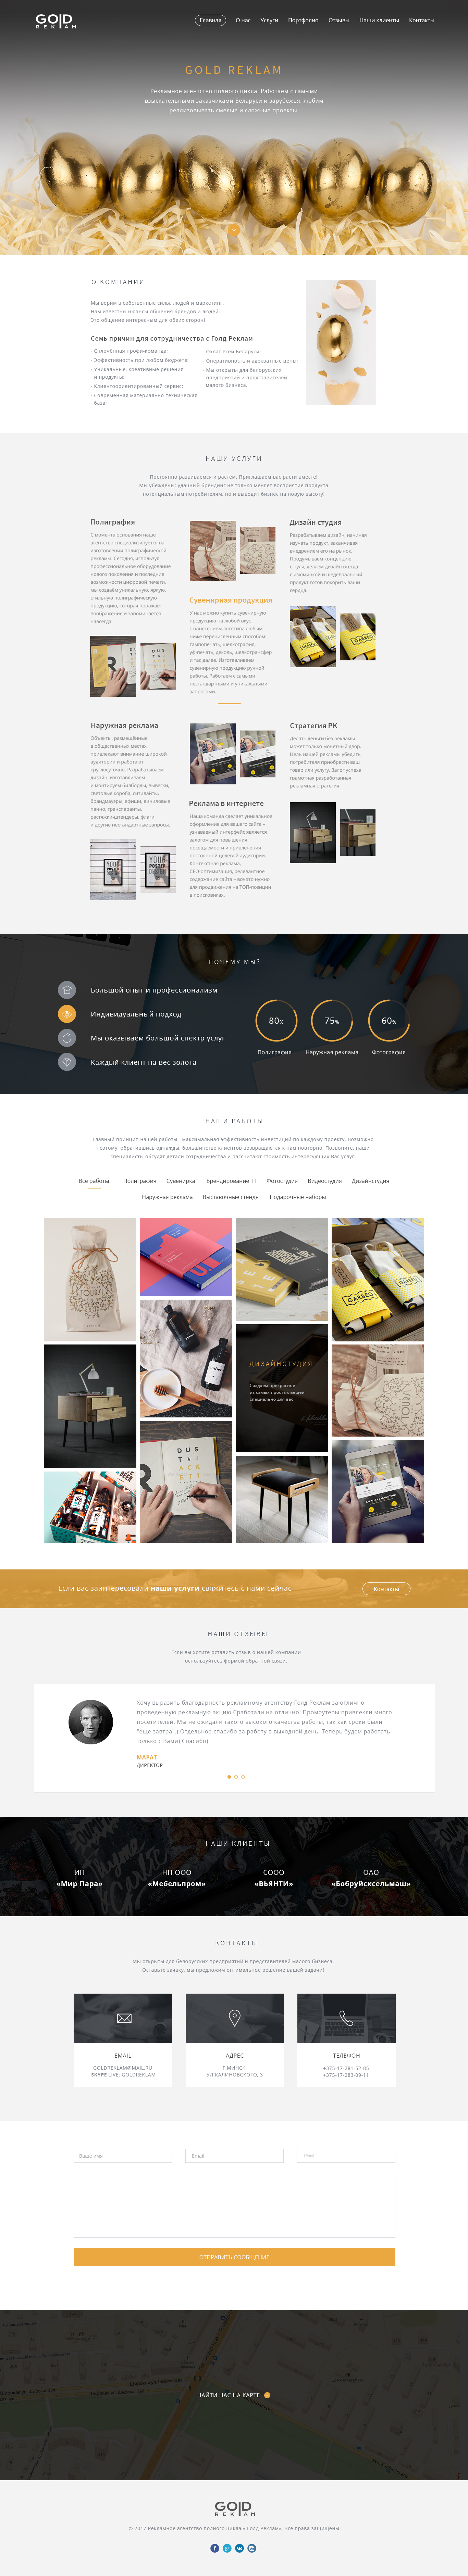 GOLD
REKЛAM
Главная О нас Услуги Портфолио Отзывы Наши клиенты Контакты
GOLD REKLAM
Рекламное агентство полного цикла. Работаем с самыми
взыскательными заказчиками Беларуси и зарубежья, любим
реализовывать смелые и сложные проекты.
О КОМПАНИИ
Мы верим в собственные силы, людей и маркетинг.
Нам известны нюансы общения брендов и людей.
Это общение интересным для обеих сторон!
Семь причин для сотрудничества с Голд Реклам
- Сплочённая профи-команда;
- Эффективность при любом бюджете;
- Уникальные, креативные решения
и продукты;
- Клиентоориентированный сервис;
- Современная материально-техническая
база.
- Охват всей Беларуси!
- Оперативность и адекватные цены;
- Мы открыты для белорусских
предприятий и представителей
малого бизнеса.
НАШИ УСЛУГИ
Постоянно развиваемся и растём. Приглашаем вас расти вместе!
Мы убеждены: удачный брендинг не только меняет восприятие продукта
потенциальным потребителем, но и выводит бизнес на новую высоту!
Полиграфия
С момента основания наше
агентство специализируется на
изготовлении полиграфической
рекламы. Сегодня, используя
профессиональное оборудование
нового поколения и последние
возможности цифровой печати,
мы создаём уникальную, яркую,
стильную полиграфическую
продукцию, которая поражает
воображение и запоминается
навсегда.
Сувенирная продукция
У нас можно купить сувенирную
продукцию на любой вкус
с нанесением логотипа любым
ниже перечисленным способом:
тампопечать, шелкография,
уф-печать, деколь, шелкотрансфер
и так далее. Изготавливаем
сувенирную продукцию ручной
работы. Работаем с самыми
нестандартными и уникальными
запросами.
Дизайн студия
Разрабатываем дизайн, начиная
изучать продукт, заканчивая
внедрением его на рынок.
Продумываем концепцию
с нуля, делаем дизайн всегда
с изюминкой и шедевральный
продукт готов покорять ваши
сердца
Наружная реклама
Объекты, размещённые
в общественных местах,
привлекают внимание широкой
аудитории и работают
круглосуточно. Разрабатываем
дизайн, изготавливаем
и монтируем билборды, вывески,
световые короба, ситилайты,
брандмауэры, афиши, виниловые
панно, транспаранты,
растяжки-штендеры, флаги
и другие нестандартные запросы.
Реклама в интернете
Наша команда сделает уникальное
оформление для вашего сайта –
узнаваемый интерфейс является
залогом для повышения
посещаемости и привлечения
постоянной целевой аудитории.
Контекстная реклама,
СЕО-оптимизация, релевантные
содержание сайта – всё это нужно
для продвижения на ТОП-позиции
в поисковиках.
Стратегия РК
Делать деньги без рекламы
может только монетный двор.
Цель нашей рекламы убедить
потребителя приобрести ваш
товар или услугу. Залог успеха
грамотная разработанная
рекламная стратегия.
ПОЧЕМУ МЫ?
Большой опыт и профессионализм
Индивидуальный подход
Мы оказываем большой спектр услуг
Каждый клиент на вес золота
80% 75% 60%
Полиграфия Наружная реклама Фотография
НАШИ РАБОТЫ
Главный принцип нашей работы - максимальная эффективность инвестиций по каждому проекту. Возможно
поэтому, обратившись однажды, большинство клиентов возвращаются к нам повторно. Позвоните, наши
специалисты обсудят детали сотрудничества и рассчитают стоимость интересующих Вас услуг!
Все работы Полиграфия Сувенирка Брендирование ТТ Фотостудия Видеостудия Дизайнстудия
Наружная реклама Выставочные стенды Подарочные наборы
GARBEC
ДИЗАЙНСТУДИЯ
Создаем прекрасное
из самых простых вещей
специально для вас
DUST
JACKET
Если вас заинтересовали наши услуги свяжитесь с нами сейчас
Контакты
НАШИ ОТЗЫВЫ
Если вы хотите оставить отзыв о нашей компании
используйтесь формой обратной связи.
Хочу выразить благодарность рекламному агентству Голд Реклам за отлично
проведенную рекламную акцию.Сработали на отлично! Промоутеры привлекли много
посетителей. Мы не ожидали такого высокого качества работы, так как сроки были
"еще завтра".) Отдельное спасибо за работу в выходной день. Теперь будем работать
только с Вами) Спасибо)
МАРАТ
ДИРЕКТОР
НАШИ КЛИЕНТЫ
ИП НП ООО СООО ОАО
«Мир Пара» «Мебельпром» «ВЬЯНТИ» «Бобруйсксельмаш»
КОНТАКТЫ
Мы открыты для белорусских предприятий и представителей малого бизнеса.
Оставьте заявку, мы предложим оптимальное решение вашей задачи!
EMAIL
GOLDREKLAM@MAIL.RU
SKYPE LIVE: GOLDREKLAM
АДРЕС
Г.МИНСК,
УЛ.КАЛИНОВСКОГО, 3
ТЕЛЕФОН
+375-17-281-52-85
+375-17-283-09-11
Ваше имя Email Тема
ОТПРАВИТЬ СООБЩЕНИЕ
НАЙТИ НАС НА КАРТЕ
GOLD
REKЛAM
© 2017 Рекламное агентство полного цикла « Голд Реклам». Все права защищены.